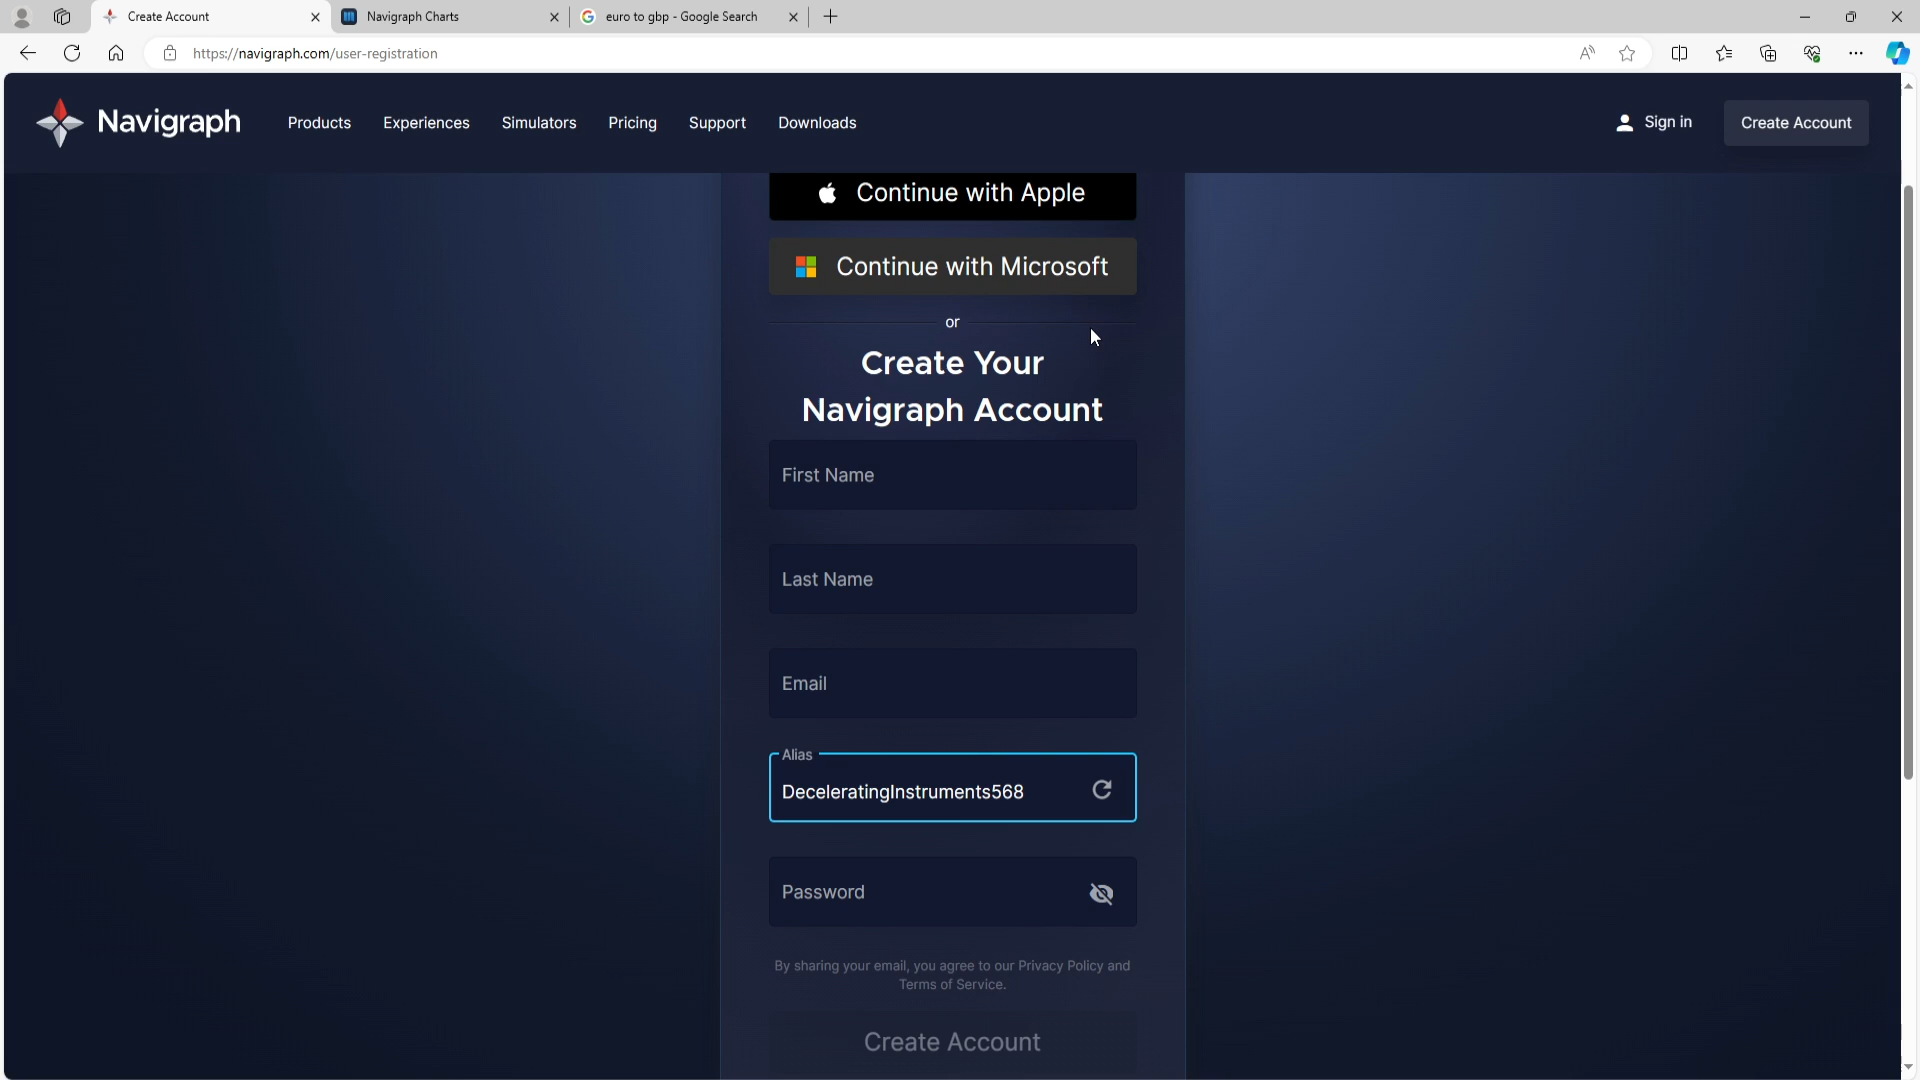 Create Account
Navigraph Charts
euro to gbp - Google Search
https://navigraph.com/user-registration
Navigraph
Products
Experiences
Simulators
Pricing
Support
Downloads
Sign in
Create Account
Continue with Apple
Continue with Microsoft
or
Create Your
Navigraph Account
First Name
Last Name
Email
Alias
DeceleratingInstruments568
Password
By sharing your email, you agree to our Privacy Policy and
Terms of Service.
Create Account